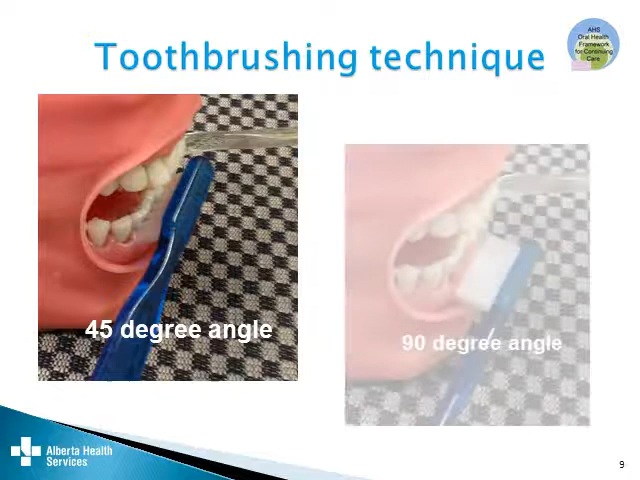 Toothbrushing technique
AHS
Oral Health
Framework
for Continuing
Care
45 degree angle
90 degree angle
Alberta Health
Services
9